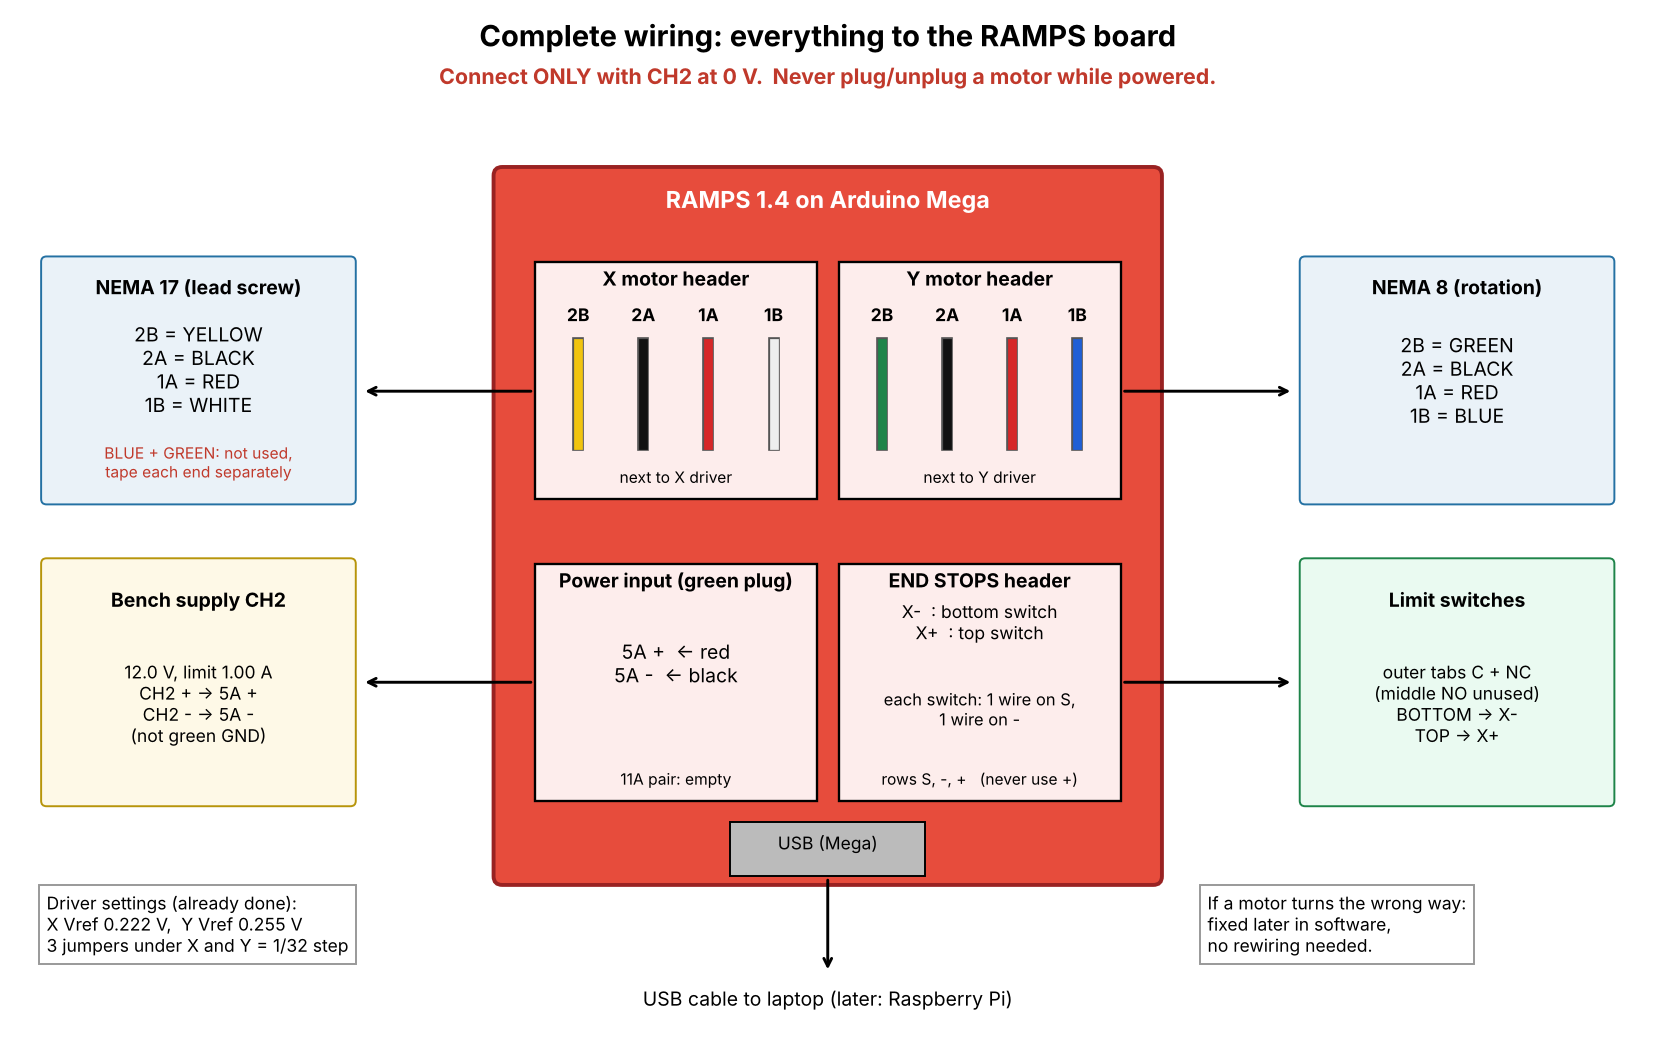 Complete wiring: everything to the RAMPS board
Connect ONLY with CH2 at 0 V.  Never plug/unplug a motor while powered.
RAMPS 1.4 on Arduino Mega
NEMA 17 (lead screw)
2B = YELLOW
2A = BLACK
1A = RED
1B = WHITE
BLUE + GREEN: not used,
tape each end separately
X motor header
2B 2A 1A 1B
next to X driver
Y motor header
2B 2A 1A 1B
next to Y driver
NEMA 8 (rotation)
2B = GREEN
2A = BLACK
1A = RED
1B = BLUE
Bench supply CH2
12.0 V, limit 1.00 A
CH2 + → 5A +
CH2 - → 5A -
(not green GND)
Power input (green plug)
5A + ← red
5A - ← black
11A pair: empty
END STOPS header
X- : bottom switch
X+ : top switch
each switch: 1 wire on S,
1 wire on -
rows S, -, + (never use +)
Limit switches
outer tabs C + NC
(middle NO unused)
BOTTOM → X-
TOP → X+
USB (Mega)
Driver settings (already done):
X Vref 0.222 V, Y Vref 0.255 V
3 jumpers under X and Y = 1/32 step
If a motor turns the wrong way:
fixed later in software,
no rewiring needed.
USB cable to laptop (later: Raspberry Pi)